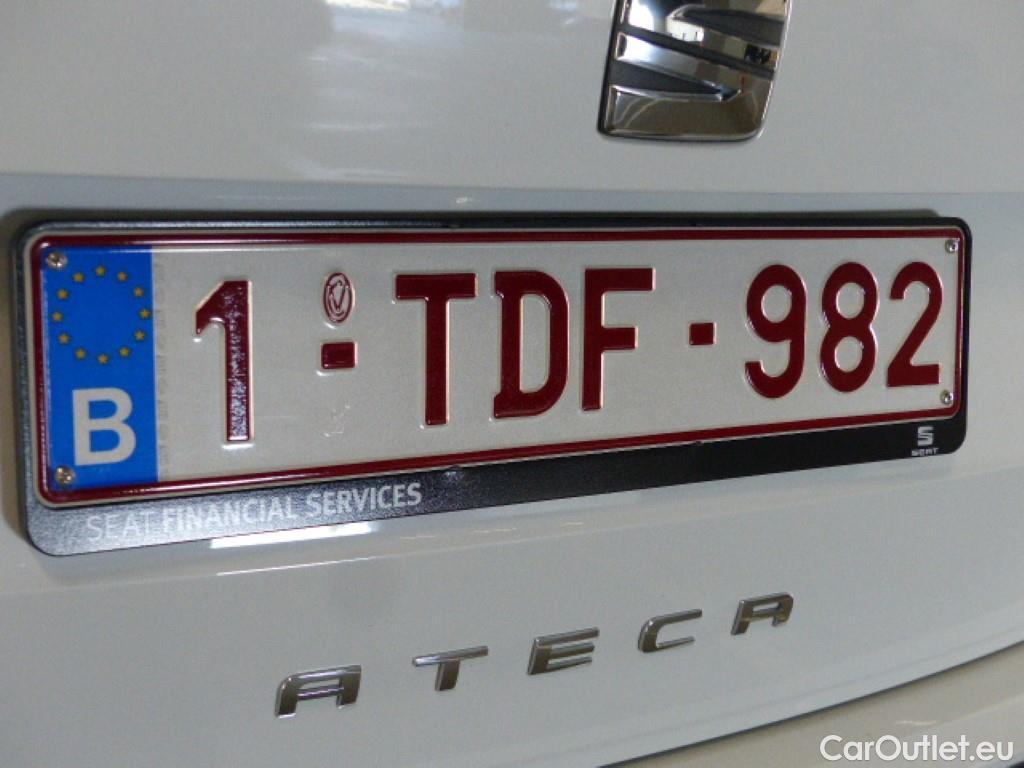 B 1·TDF-982
SEAT FINANCIAL SERVICES
SEAT
ATECA
CarOutlet.eu